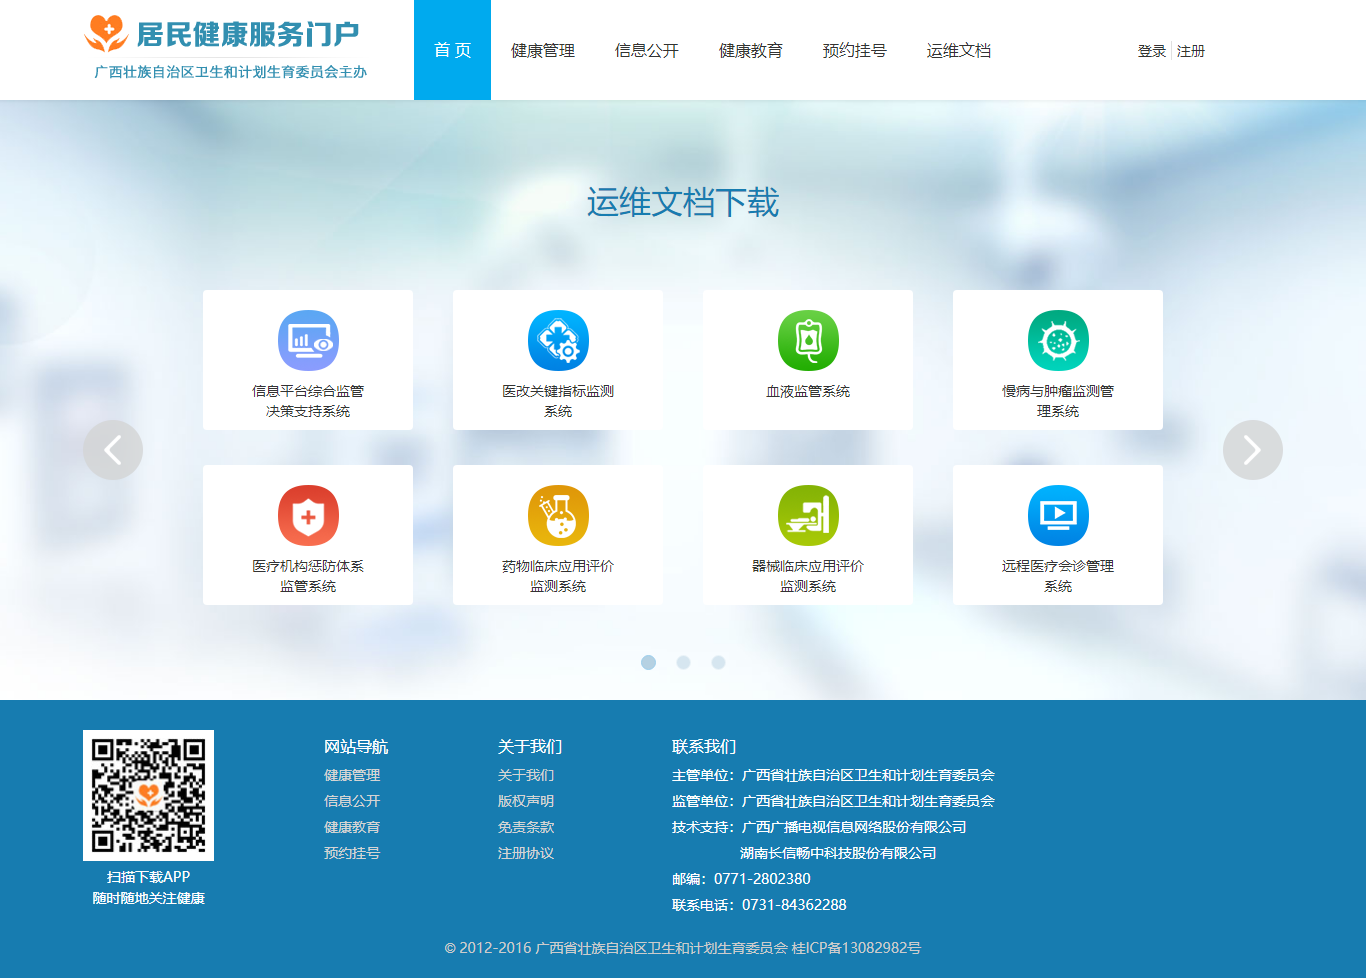 居民健康服务门户
广西壮族自治区卫生和计划生育委员会主办
首 页 健康管理 信息公开 健康教育 预约挂号 运维文档 登录 注册
运维文档下载
信息平台综合监管
决策支持系统
医改关键指标监测
系统
血液监管系统
慢病与肿瘤监测管
理系统
医疗机构惩防体系
监管系统
药物临床应用评价
监测系统
器械临床应用评价
监测系统
远程医疗会诊管理
系统
扫描下载APP
随时随地关注健康
网站导航
健康管理
信息公开
健康教育
预约挂号
关于我们
关于我们
版权声明
免责条款
注册协议
联系我们
主管单位：广西省壮族自治区卫生和计划生育委员会
监管单位：广西省壮族自治区卫生和计划生育委员会
技术支持：广西广播电视信息网络股份有限公司
湖南长信畅中科技股份有限公司
邮编：0771-2802380
联系电话：0731-84362288
© 2012-2016 广西省壮族自治区卫生和计划生育委员会 桂ICP备13082982号